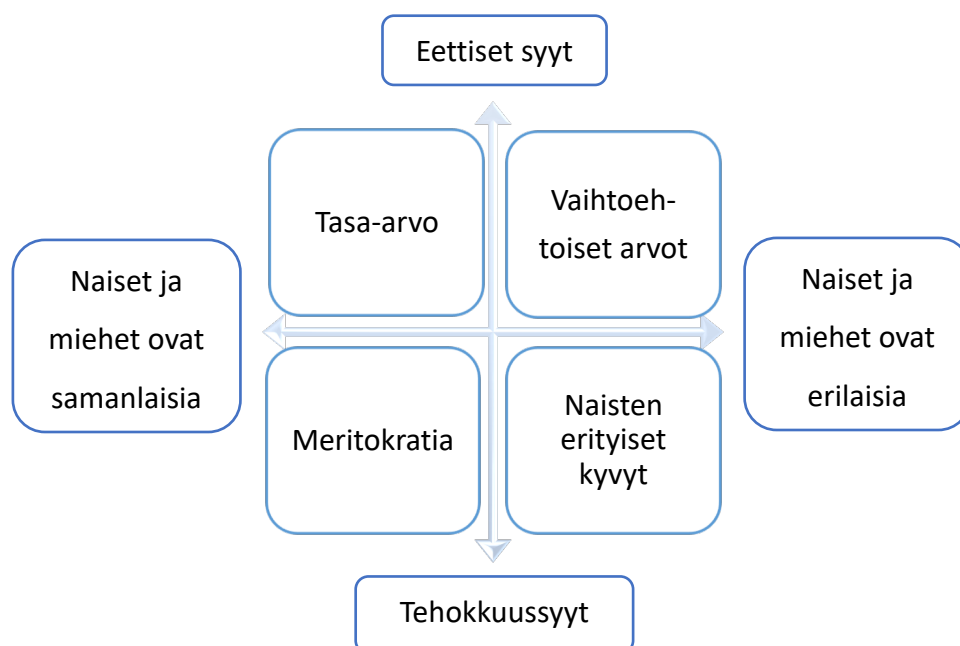 Eettiset syyt
Tasa-arvo
Vaihtoeh-
toiset arvot
Naiset ja
miehet ovat
samanlaisia
Naiset ja
miehet ovat
erilaisia
Meritokratia
Naisten
erityiset
kyvyt
Tehokkuussyyt